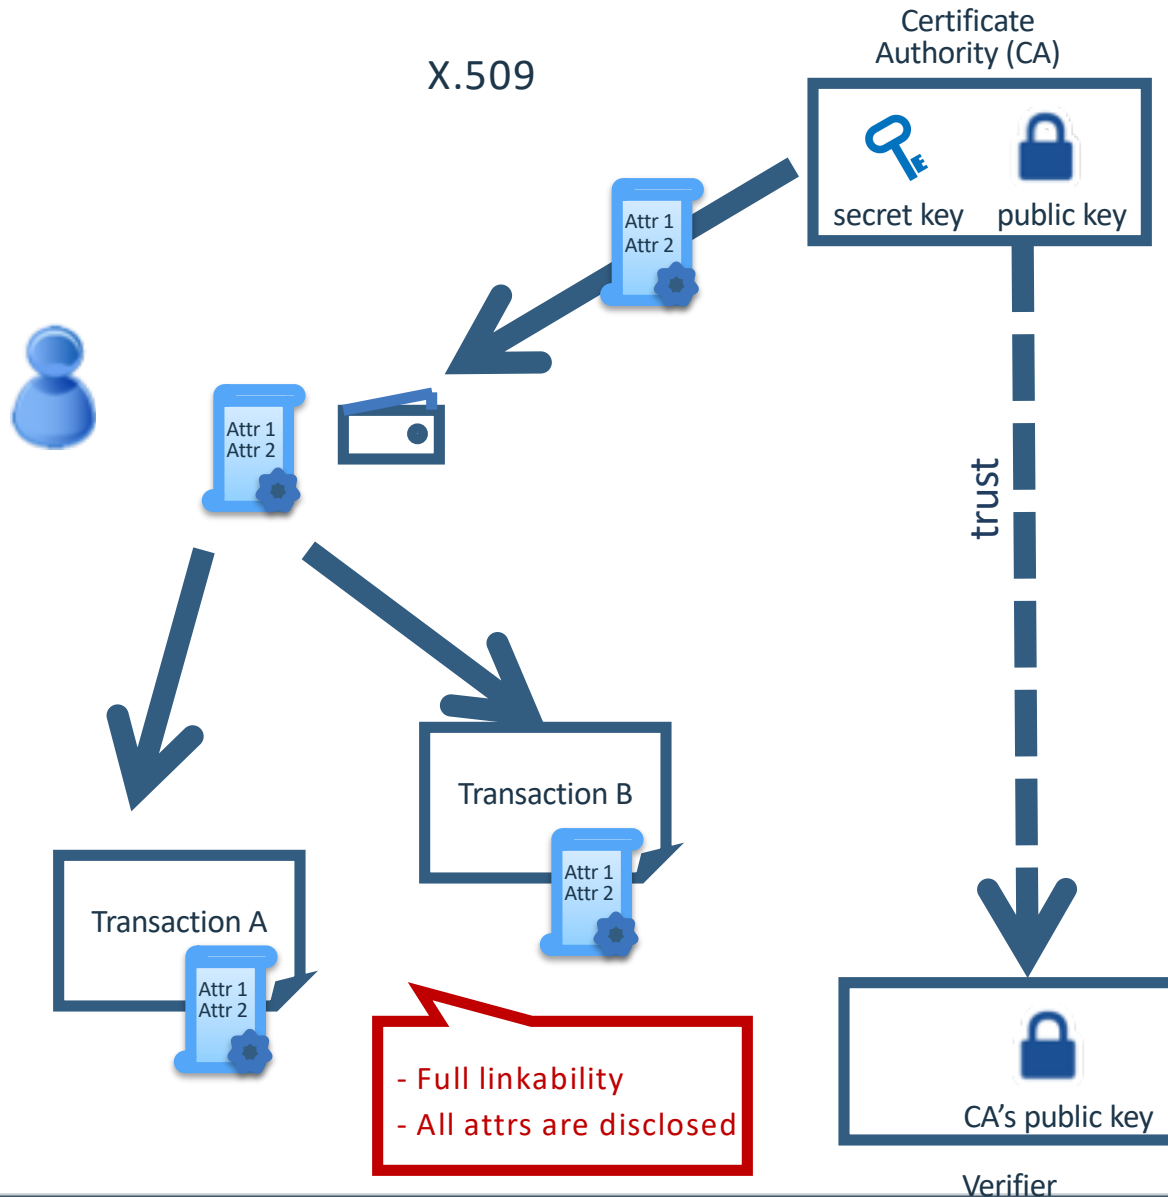 Certificate
Authority (CA)
X.509
secret key
public key
Attr 1
Attr 2
Attr 1
Attr 2
trust
Transaction B
Attr 1
Attr 2
Transaction A
Attr 1
Attr 2
- Full linkability
- All attrs are disclosed
CA's public key
Verifier